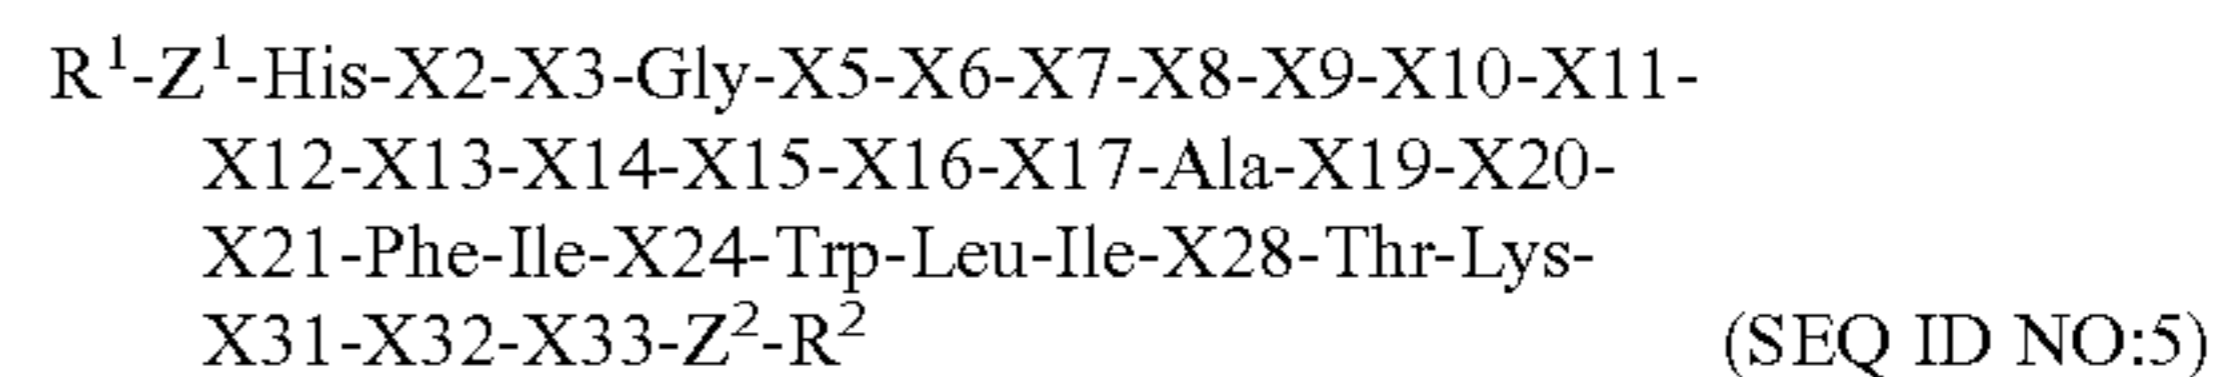 R¹-Z¹-His-X2-X3-Gly-X5-X6-X7-X8-X9-X10-X11-
X12-X13-X14-X15-X16-X17-Ala-X19-X20-
X21-Phe-Ile-X24-Trp-Leu-Ile-X28-Thr-Lys-
X31-X32-X33-Z²-R² (SEQ ID NO:5)